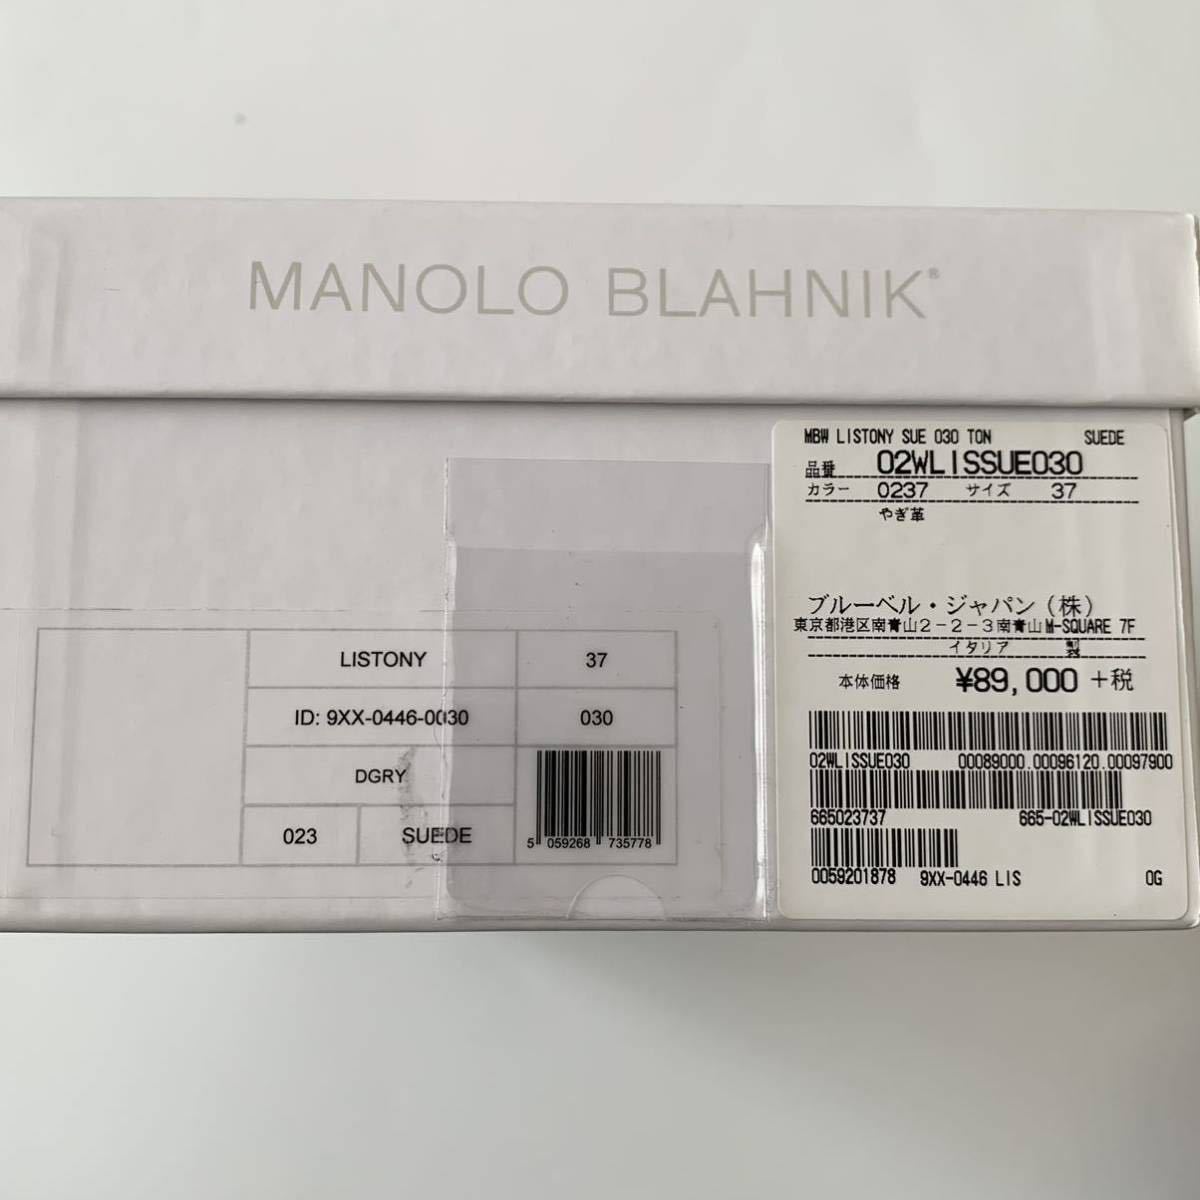 MANOLO BLAHNIK®
LISTONY 37
ID: 9XX-0446-0030 030
DGRY
023 SUEDE
5 059268 735778
MBW LISTONY SUE 030 TON SUEDE
品番 02WLISSUE030
カラー 0237 サイズ 37
やぎ革
ブルーベル・ジャパン(株)
東京都港区南青山2-2-3南青山M-SQUARE 7F
イタリア 製
本体価格 ¥89,000 +税
02WLISSUE030 00089000.00096120.00097900
665023737 665-02WLISSUE030
0059201878 9XX-0446 LIS 0G